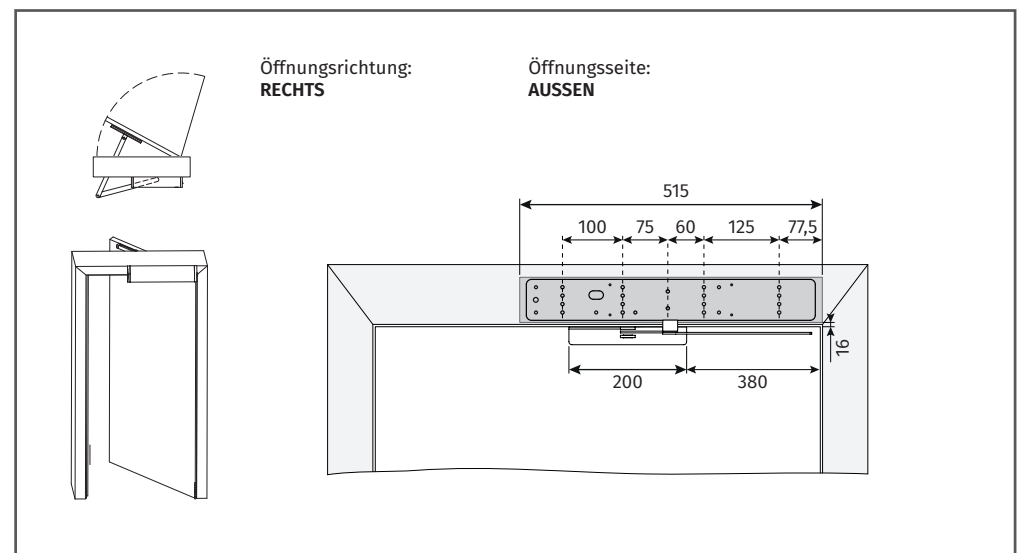 Öffnungsrichtung:
RECHTS
Öffnungsseite:
AUSSEN
515
100 75 60 125 77,5
16
200 380